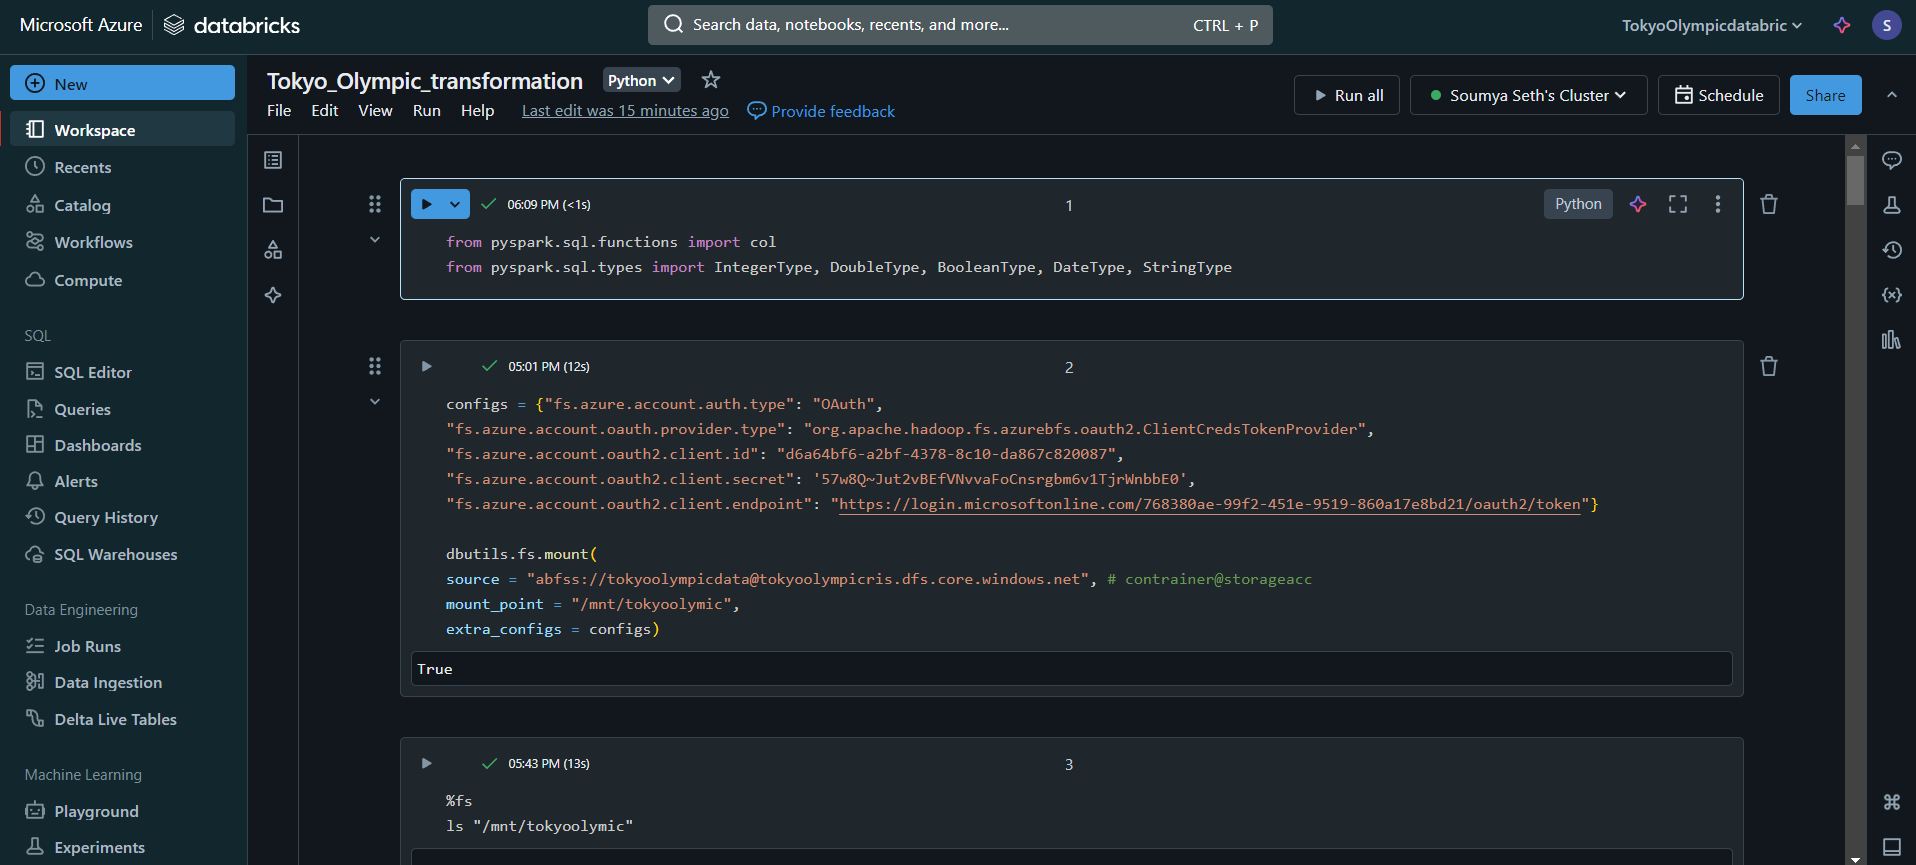 Microsoft Azure databricks
Search data, notebooks, recents, and more... CTRL + P
TokyoOlympicdatabric S
New
Workspace
Recents
Catalog
Workflows
Compute
SQL
SQL Editor
Queries
Dashboards
Alerts
Query History
SQL Warehouses
Data Engineering
Job Runs
Data Ingestion
Delta Live Tables
Machine Learning
Playground
Experiments
Tokyo_Olympic_transformation Python
File Edit View Run Help Last edit was 15 minutes ago Provide feedback
Run all Soumya Seth's Cluster Schedule Share
06:09 PM (<1s) 1 Python
from pyspark.sql.functions import col
from pyspark.sql.types import IntegerType, DoubleType, BooleanType, DateType, StringType
05:01 PM (12s) 2
configs = {"fs.azure.account.auth.type": "OAuth",
"fs.azure.account.oauth.provider.type": "org.apache.hadoop.fs.azurebfs.oauth2.ClientCredsTokenProvider",
"fs.azure.account.oauth2.client.id": "d6a64bf6-a2bf-4378-8c10-da867c820087",
"fs.azure.account.oauth2.client.secret": '57w8Q~Jut2vBEfVNvvaFoCnsrgbm6v1TjrWnbbE0',
"fs.azure.account.oauth2.client.endpoint": "https://login.microsoftonline.com/768380ae-99f2-451e-9519-860a17e8bd21/oauth2/token"}
dbutils.fs.mount(
source = "abfss://tokyoolympicdata@tokyoolympicris.dfs.core.windows.net", # contrainer@storageacc
mount_point = "/mnt/tokyoolymic",
extra_configs = configs)
True
05:43 PM (13s) 3
%fs
ls "/mnt/tokyoolymic"